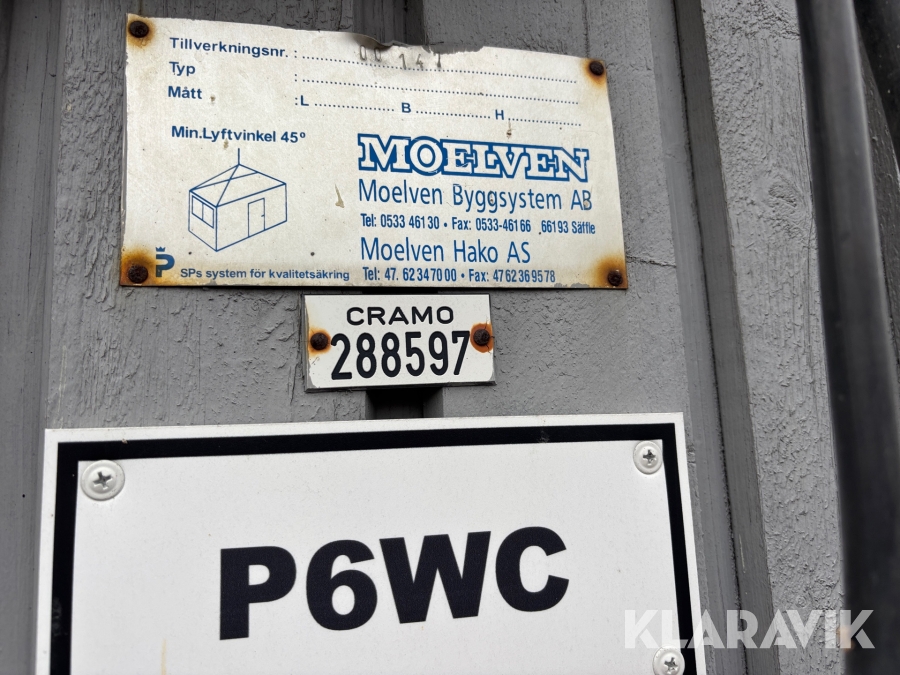 Tillverkningsnr. :
Typ :
Mått :L B H
Min.Lyftvinkel 45°
MOELVEN
Moelven Byggsystem AB
Tel: 0533 46130 • Fax: 0533-46166 ,66193 Säffle
Moelven Hako AS
Tel: 47. 62347000 • Fax: 4762369578
P SPs system för kvalitetsäkring
CRAMO
288597
P6WC
KLARAVIK